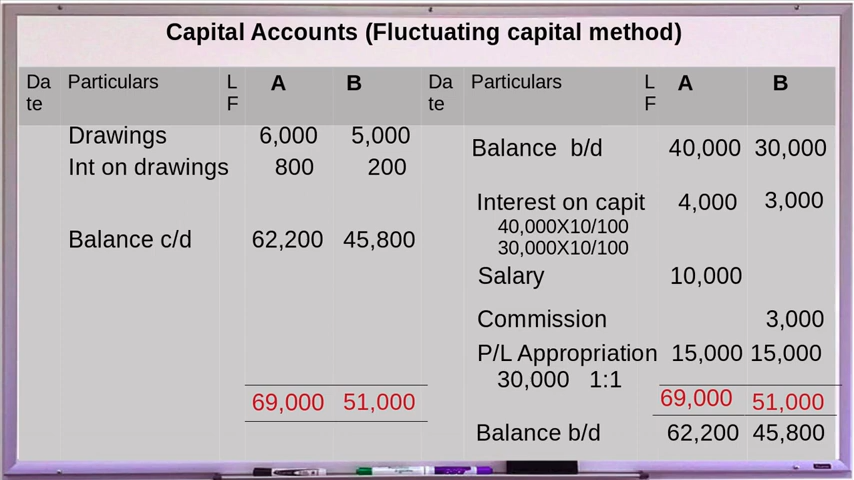 Capital Accounts (Fluctuating capital method)
Da
te
Particulars
L
F
A
B
Da
te
Particulars
L
F
A
B
Drawings 6,000 5,000
Int on drawings 800 200
Balance c/d 62,200 45,800
69,000 51,000
Balance b/d 40,000 30,000
Interest on capit 4,000 3,000
40,000X10/100
30,000X10/100
Salary 10,000
Commission 3,000
P/L Appropriation 15,000 15,000
30,000 1:1
69,000 51,000
Balance b/d 62,200 45,800